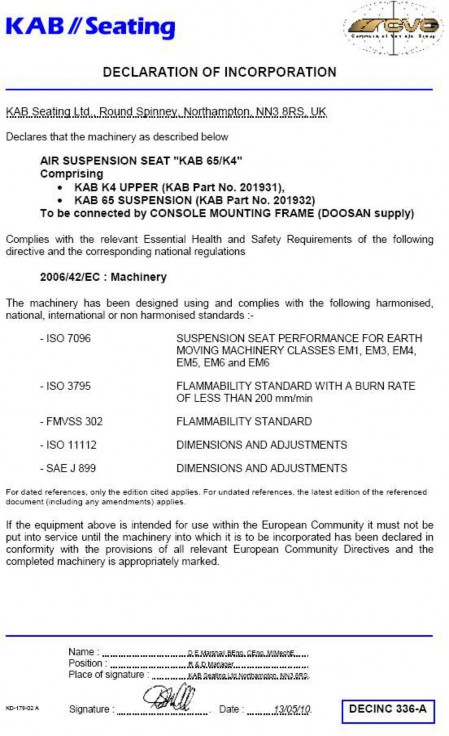 KAB // Seating
CVG
Commercial Vehicle Group
DECLARATION OF INCORPORATION
KAB Seating Ltd., Round Spinney, Northampton, NN3 8RS, UK
Declares that the machinery as described below
AIR SUSPENSION SEAT "KAB 65/K4"
Comprising
• KAB K4 UPPER (KAB Part No. 201931),
• KAB 65 SUSPENSION (KAB Part No. 201932)
To be connected by CONSOLE MOUNTING FRAME (DOOSAN supply)
Complies with the relevant Essential Health and Safety Requirements of the following
directive and the corresponding national regulations
2006/42/EC : Machinery
The machinery has been designed using and complies with the following harmonised,
national, international or non harmonised standards :-
- ISO 7096 SUSPENSION SEAT PERFORMANCE FOR EARTH
MOVING MACHINERY CLASSES EM1, EM3, EM4,
EM5, EM6 and EM6
- ISO 3795 FLAMMABILITY STANDARD WITH A BURN RATE
OF LESS THAN 200 mm/min
- FMVSS 302 FLAMMABILITY STANDARD
- ISO 11112 DIMENSIONS AND ADJUSTMENTS
- SAE J 899 DIMENSIONS AND ADJUSTMENTS
For dated references, only the edition cited applies. For undated references, the latest edition of the referenced
document (including any amendments) applies.
If the equipment above is intended for use within the European Community it must not be
put into service until the machinery into which it is to be incorporated has been declared in
conformity with the provisions of all relevant European Community Directives and the
completed machinery is appropriately marked.
Name : D E Marshall BEng, CEng, MIMechE
Position : R & D Manager
Place of signature : KAB Seating Ltd Northampton, NN3 8RS.
KD-179-02 A Signature : Date : 13/05/10. DECINC 336-A